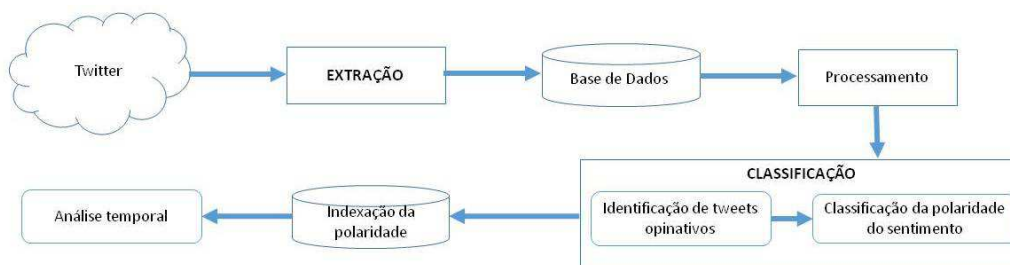 Twitter
EXTRAÇÃO
Base de Dados
Processamento
CLASSIFICAÇÃO
Identificação de tweets
opinativos
Classificação da polaridade
do sentimento
Indexação da
polaridade
Análise temporal